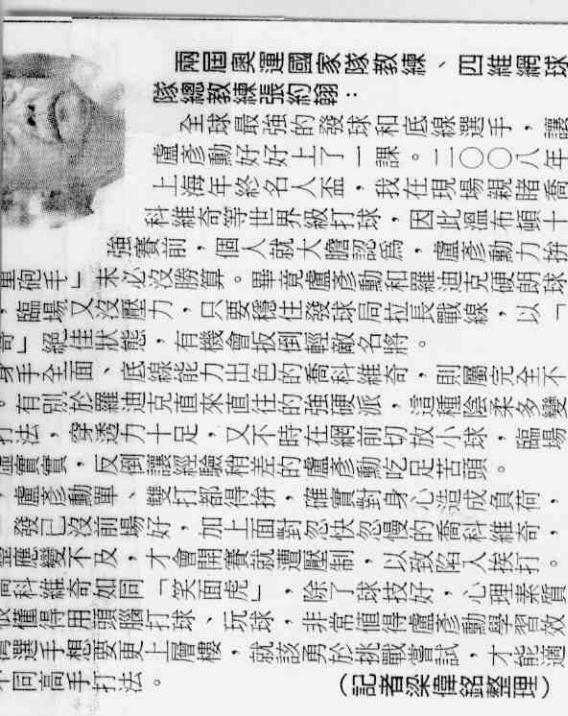 兩屆奧運國家隊教練、四維網球
隊總教練張約翰：
全球最強的發球和底線選手，讓
盧彥勳好好上了一課。二○○八年
上海年終名人盃，我在現場親睹喬
科維奇等世界級打球，因此溫布頓十
強賽前，個人就大膽認為，盧彥勳力拚
砲手」未必沒勝算。畢竟盧彥勳和羅迪克硬朗球
，臨場又沒壓力，只要穩住發球局拉長戰線，以「
」絕佳狀態，有機會扳倒輕敵名將。
身手全面、底線能力出色的喬科維奇，則屬完全不
。有別於羅迪克直來直往的強硬派，這種陰柔多變
打法，穿透力十足，又不時在網前切放小球，臨場
實實，反倒讓經驗稍差的盧彥勳吃足苦頭。
，盧彥勳單、雙打都得拚，確實對身心造成負荷，
發已沒前場好，加上面對忽快忽慢的喬科維奇，
應變不及，才會開賽就遭壓制，以致陷入挨打。
科維奇如同「笑面虎」，除了球技好，心理素質
懂得用頭腦打球、玩球，非常值得盧彥勳學習效
選手想要更上層樓，就該勇於挑戰嘗試，才能適
不同高手打法。
（記者梁偉銘整理）